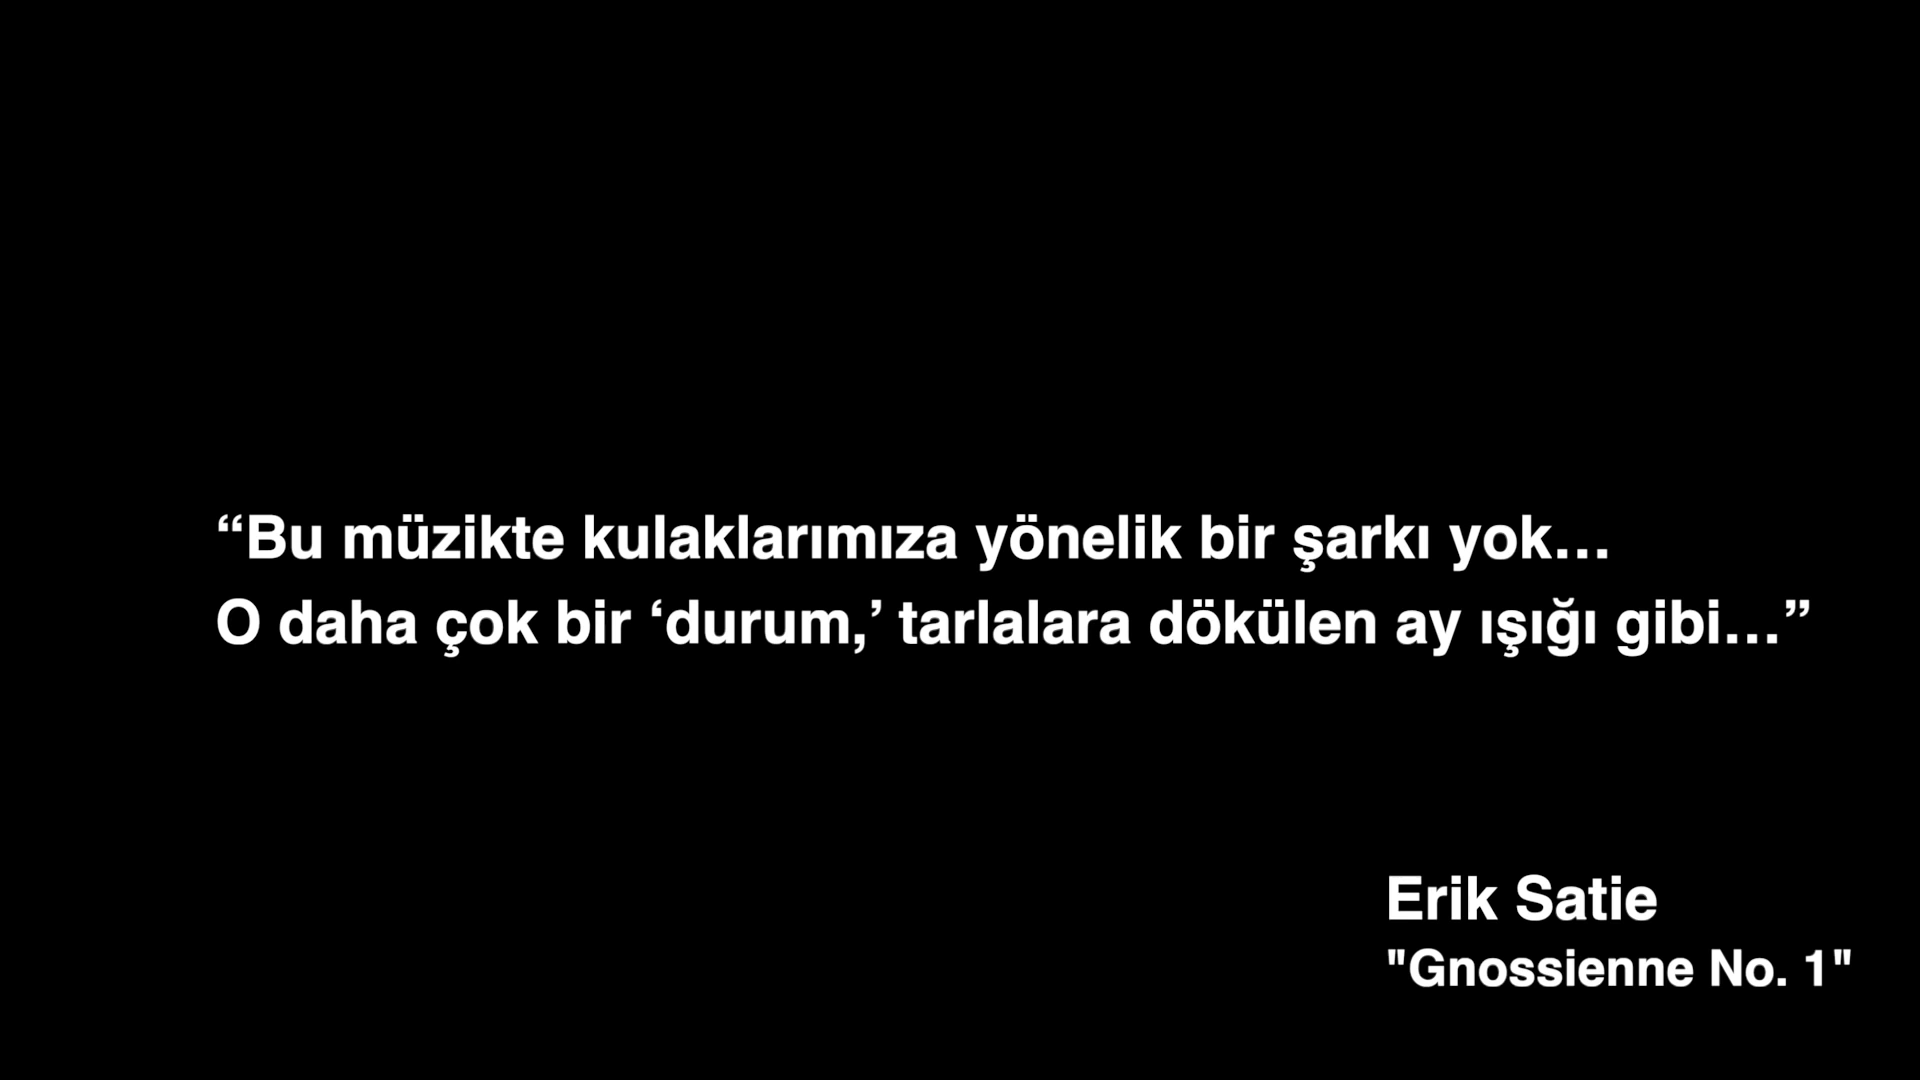 “Bu müzikte kulaklarımıza yönelik bir şarkı yok…
O daha çok bir ‘durum,’ tarlalara dökülen ay ışığı gibi…”
Erik Satie
"Gnossienne No. 1"